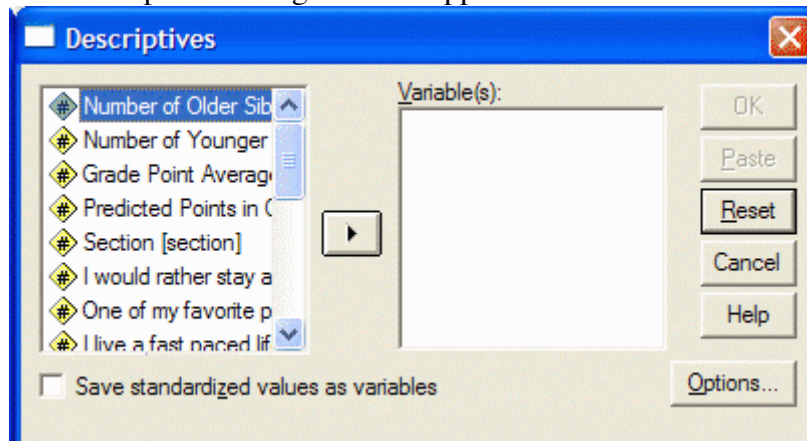 Descriptives
Number of Older Sib
Number of Younger
Grade Point Averag
Predicted Points in
Section [section]
I would rather stay a
One of my favorite p
I live a fast paced lif
Variable(s):
OK
Paste
Reset
Cancel
Help
Save standardized values as variables
Options...